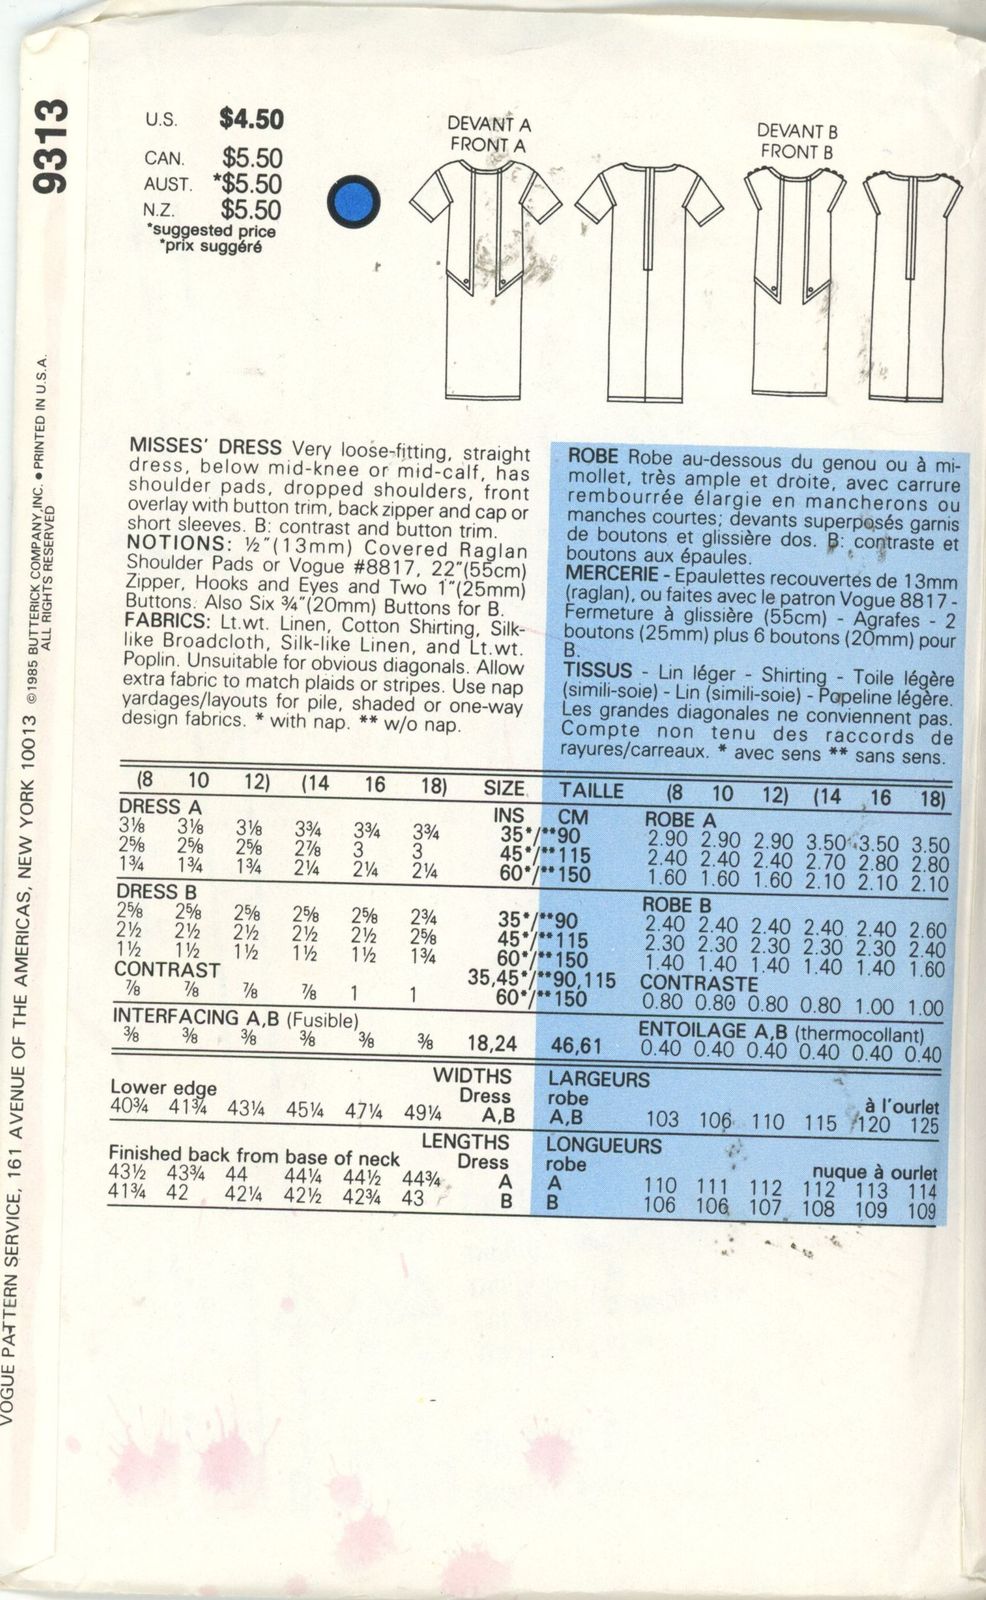 9313
U.S. $4.50
CAN. $5.50
AUST. *$5.50
N.Z. $5.50
*suggested price
*prix suggéré
DEVANT A
FRONT A
DEVANT B
FRONT B
VOGUE PATTERN SERVICE, 161 AVENUE OF THE AMERICAS, NEW YORK 10013 ©1985 BUTTERICK COMPANY, INC. • PRINTED IN U.S.A.
ALL RIGHTS RESERVED
MISSES' DRESS Very loose-fitting, straight
dress, below mid-knee or mid-calf, has
shoulder pads, dropped shoulders, front
overlay with button trim, back zipper and cap or
short sleeves. B: contrast and button trim.
NOTIONS: ½"(13mm) Covered Raglan
Shoulder Pads or Vogue #8817, 22"(55cm)
Zipper, Hooks and Eyes and Two 1"(25mm)
Buttons. Also Six ¾"(20mm) Buttons for B.
FABRICS: Lt.wt. Linen, Cotton Shirting, Silk-
like Broadcloth, Silk-like Linen, and Lt.wt.
Poplin. Unsuitable for obvious diagonals. Allow
extra fabric to match plaids or stripes. Use nap
yardages/layouts for pile, shaded or one-way
design fabrics. * with nap. ** w/o nap.
ROBE Robe au-dessous du genou ou à mi-
mollet, très ample et droite, avec carrure
rembourrée élargie en mancherons ou
manches courtes; devants superposés garnis
de boutons et glissière dos. B: contraste et
boutons aux épaules.
MERCERIE - Epaulettes recouvertes de 13mm
(raglan), ou faites avec le patron Vogue 8817 -
Fermeture à glissière (55cm) - Agrafes - 2
boutons (25mm) plus 6 boutons (20mm) pour
B.
TISSUS - Lin léger - Shirting - Toile légère
(simili-soie) - Lin (simili-soie) - Popeline légère.
Les grandes diagonales ne conviennent pas.
Compte non tenu des raccords de
rayures/carreaux. * avec sens ** sans sens.
(8 10 12) (14 16 18) SIZE TAILLE (8 10 12) (14 16 18)
DRESS A INS CM ROBE A
3⅛ 3⅛ 3⅛ 3¾ 3¾ 3¾ 35*/**90 2.90 2.90 2.90 3.50 3.50 3.50
2⅝ 2⅝ 2⅝ 2⅞ 3 3 45*/**115 2.40 2.40 2.40 2.70 2.80 2.80
1¾ 1¾ 1¾ 2¼ 2¼ 2¼ 60*/**150 1.60 1.60 1.60 2.10 2.10 2.10
DRESS B ROBE B
2⅝ 2⅝ 2⅝ 2⅝ 2⅝ 2¾ 35*/**90 2.40 2.40 2.40 2.40 2.40 2.60
2½ 2½ 2½ 2½ 2½ 2⅝ 45*/**115 2.30 2.30 2.30 2.30 2.30 2.40
1½ 1½ 1½ 1½ 1½ 1¾ 60*/**150 1.40 1.40 1.40 1.40 1.40 1.60
CONTRAST 35,45*/**90,115 CONTRASTE
⅞ ⅞ ⅞ ⅞ 1 1 60*/**150 0.80 0.80 0.80 0.80 1.00 1.00
INTERFACING A,B (Fusible) ENTOILAGE A,B (thermocollant)
⅜ ⅜ ⅜ ⅜ ⅜ ⅜ 18,24 46,61 0.40 0.40 0.40 0.40 0.40 0.40
WIDTHS LARGEURS
Lower edge Dress robe à l'ourlet
40¾ 41¾ 43¼ 45¼ 47¼ 49¼ A,B A,B 103 106 110 115 120 125
LENGTHS LONGUEURS
Finished back from base of neck Dress robe nuque à ourlet
43½ 43¾ 44 44¼ 44½ 44¾ A A 110 111 112 112 113 114
41¾ 42 42¼ 42½ 42¾ 43 B B 106 106 107 108 109 109